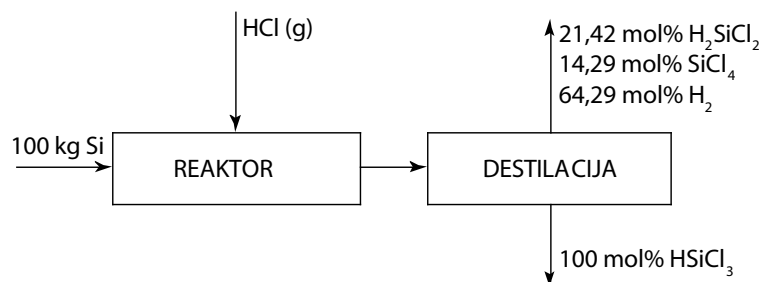 HCl (g)
21,42 mol% H₂SiCl₂
14,29 mol% SiCl₄
64,29 mol% H₂
100 kg Si
REAKTOR
DESTILACIJA
100 mol% HSiCl₃